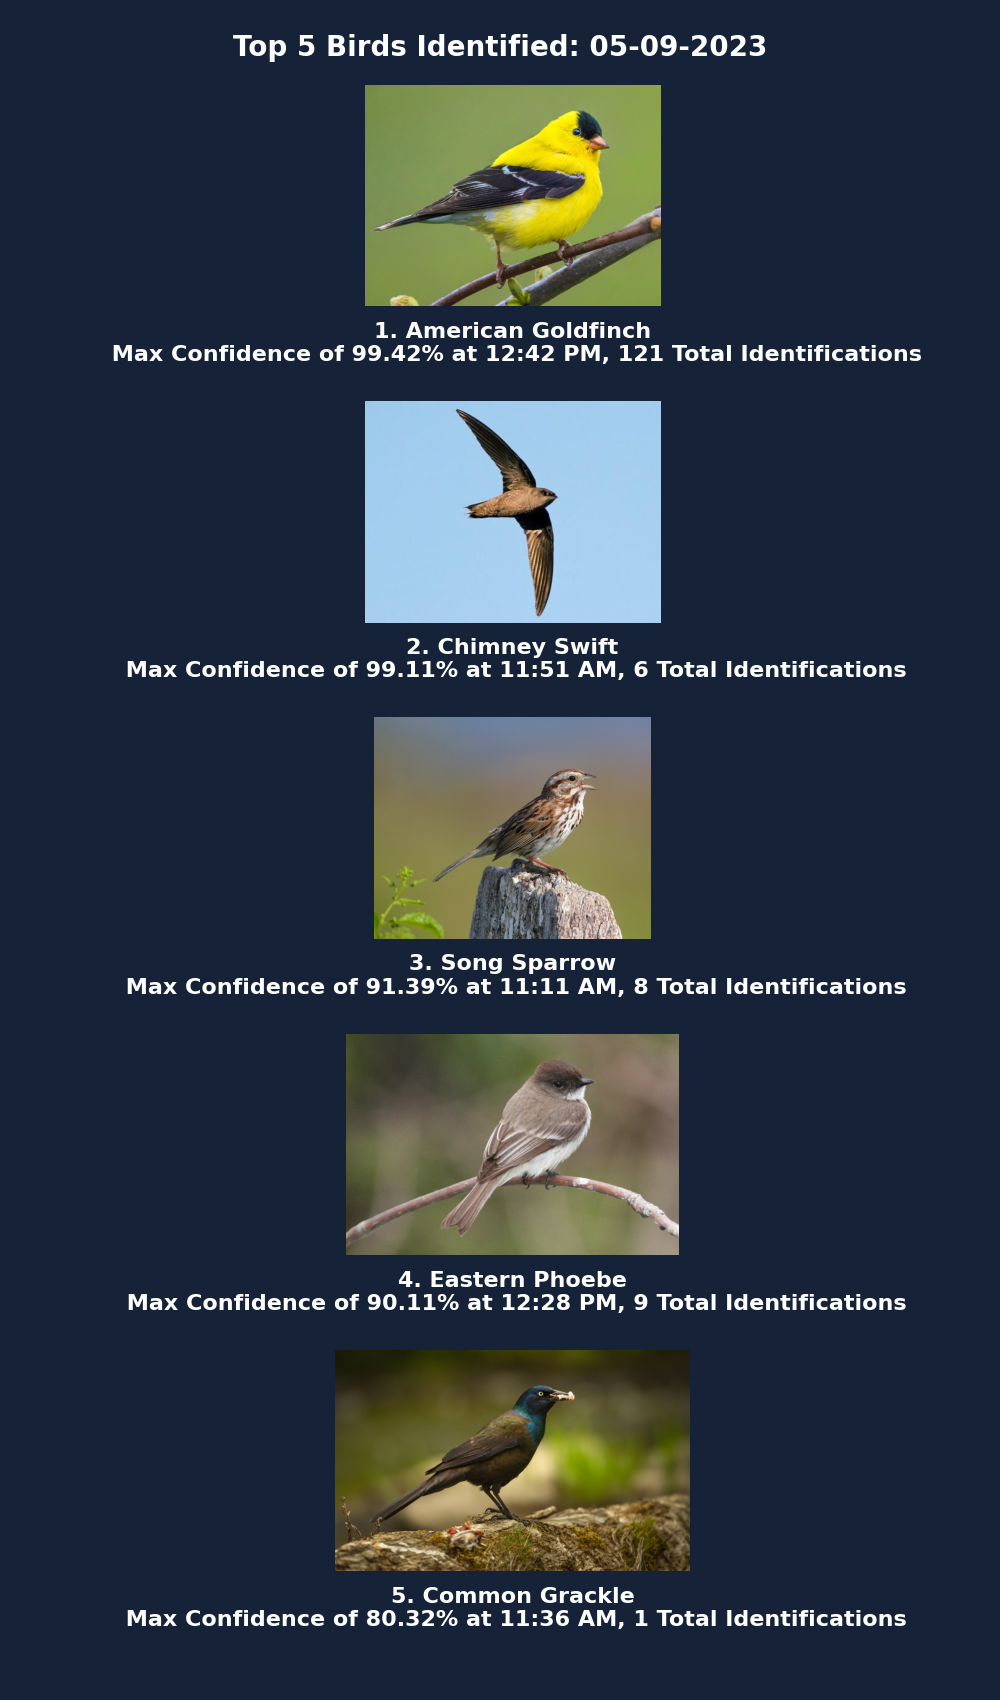 Top 5 Birds Identified: 05-09-2023
1. American Goldfinch
Max Confidence of 99.42% at 12:42 PM, 121 Total Identifications
2. Chimney Swift
Max Confidence of 99.11% at 11:51 AM, 6 Total Identifications
3. Song Sparrow
Max Confidence of 91.39% at 11:11 AM, 8 Total Identifications
4. Eastern Phoebe
Max Confidence of 90.11% at 12:28 PM, 9 Total Identifications
5. Common Grackle
Max Confidence of 80.32% at 11:36 AM, 1 Total Identifications